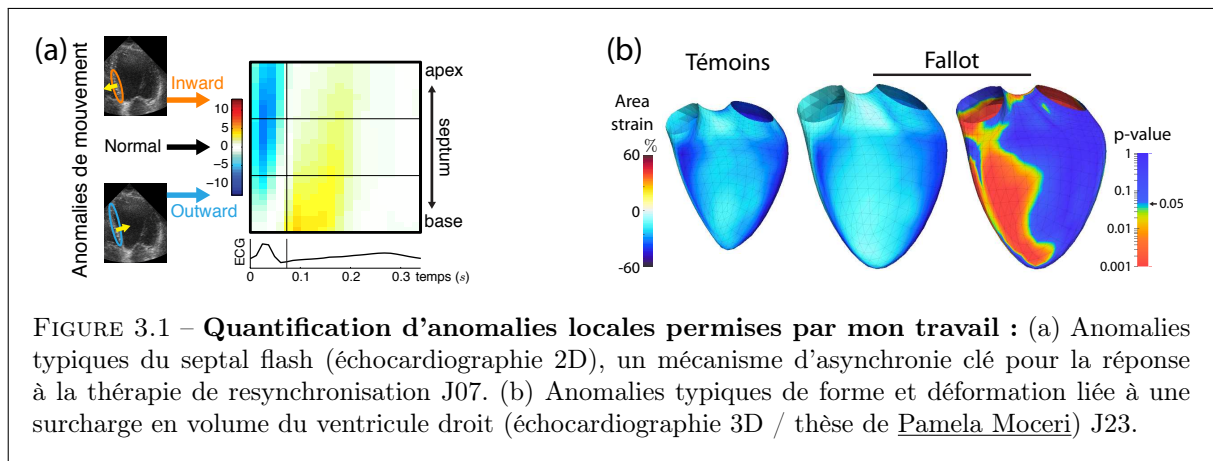 (a)
Anomalies de mouvement
Inward
Normal
Outward
10
5
0
-5
-10
apex
septum
base
ECG
0
0.1
0.2
0.3 temps (s)
(b)
Témoins
Fallot
Area
strain
%
60
0
-60
p-value
1
0.1
0.05
0.01
0.001
FIGURE 3.1 – Quantification d'anomalies locales permises par mon travail : (a) Anomalies
typiques du septal flash (échocardiographie 2D), un mécanisme d'asynchronie clé pour la réponse
à la thérapie de resynchronisation J07. (b) Anomalies typiques de forme et déformation liée à une
surcharge en volume du ventricule droit (échocardiographie 3D / thèse de Pamela Moceri) J23.